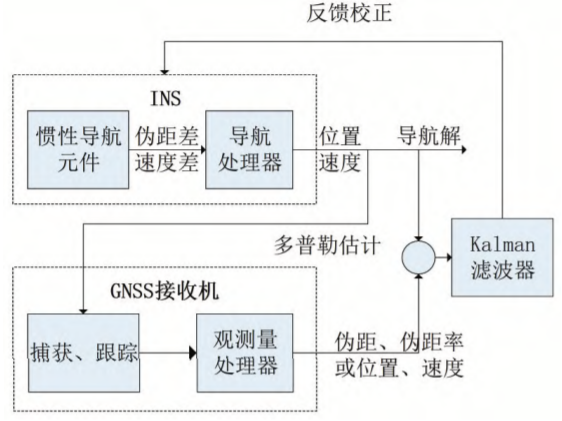 反馈校正
INS
惯性导航
元件
伪距差
速度差
导航
处理器
位置
速度
导航解
多普勒估计
Kalman
滤波器
GNSS接收机
捕获、跟踪
观测量
处理器
伪距、伪距率
或位置、速度